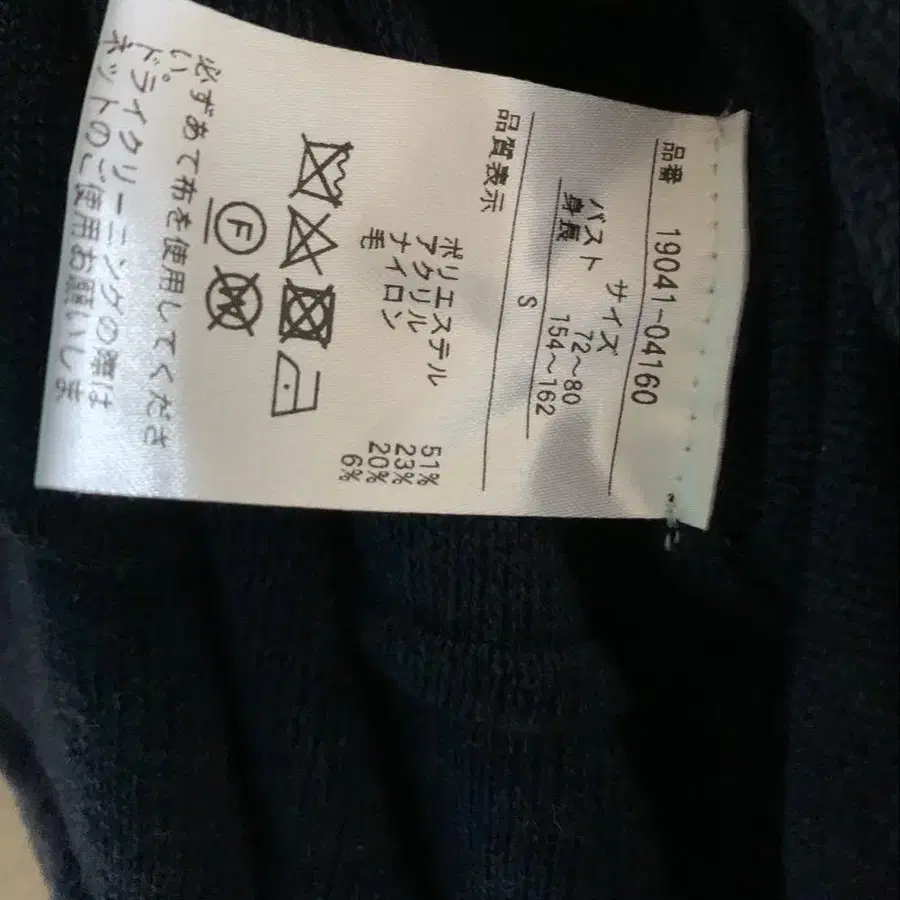 品番 19041-04160
サイズ
バスト 72～80
身長 154～162
S
品質表示
ポリエステル 51%
アクリル 23%
ナイロン 20%
毛 6%
F
W
必ずあて布を使用してくださ
い。
ドライクリーニングの際は
ネットのご使用お願いしま